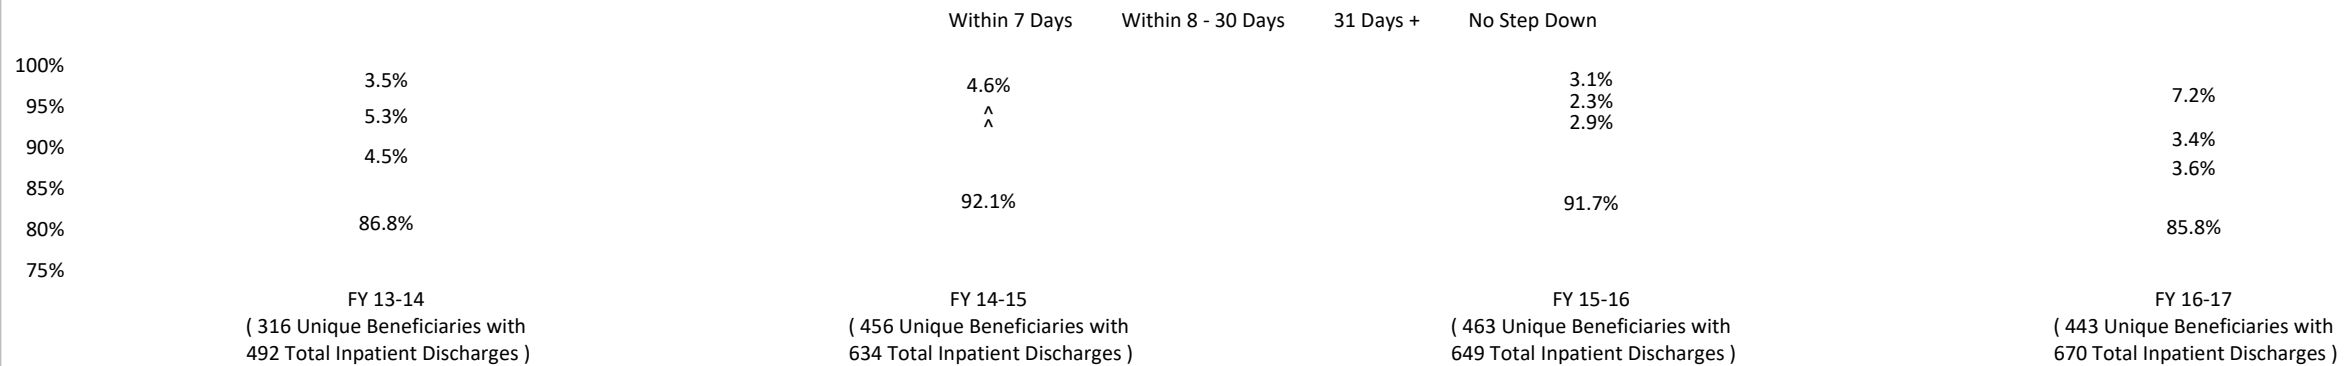 Within 7 Days Within 8 - 30 Days 31 Days + No Step Down
100%
95%
90%
85%
80%
75%
3.5%
5.3%
4.5%
86.8%
4.6%
^
^
92.1%
3.1%
2.3%
2.9%
91.7%
7.2%
3.4%
3.6%
85.8%
FY 13-14
( 316 Unique Beneficiaries with
492 Total Inpatient Discharges )
FY 14-15
( 456 Unique Beneficiaries with
634 Total Inpatient Discharges )
FY 15-16
( 463 Unique Beneficiaries with
649 Total Inpatient Discharges )
FY 16-17
( 443 Unique Beneficiaries with
670 Total Inpatient Discharges )